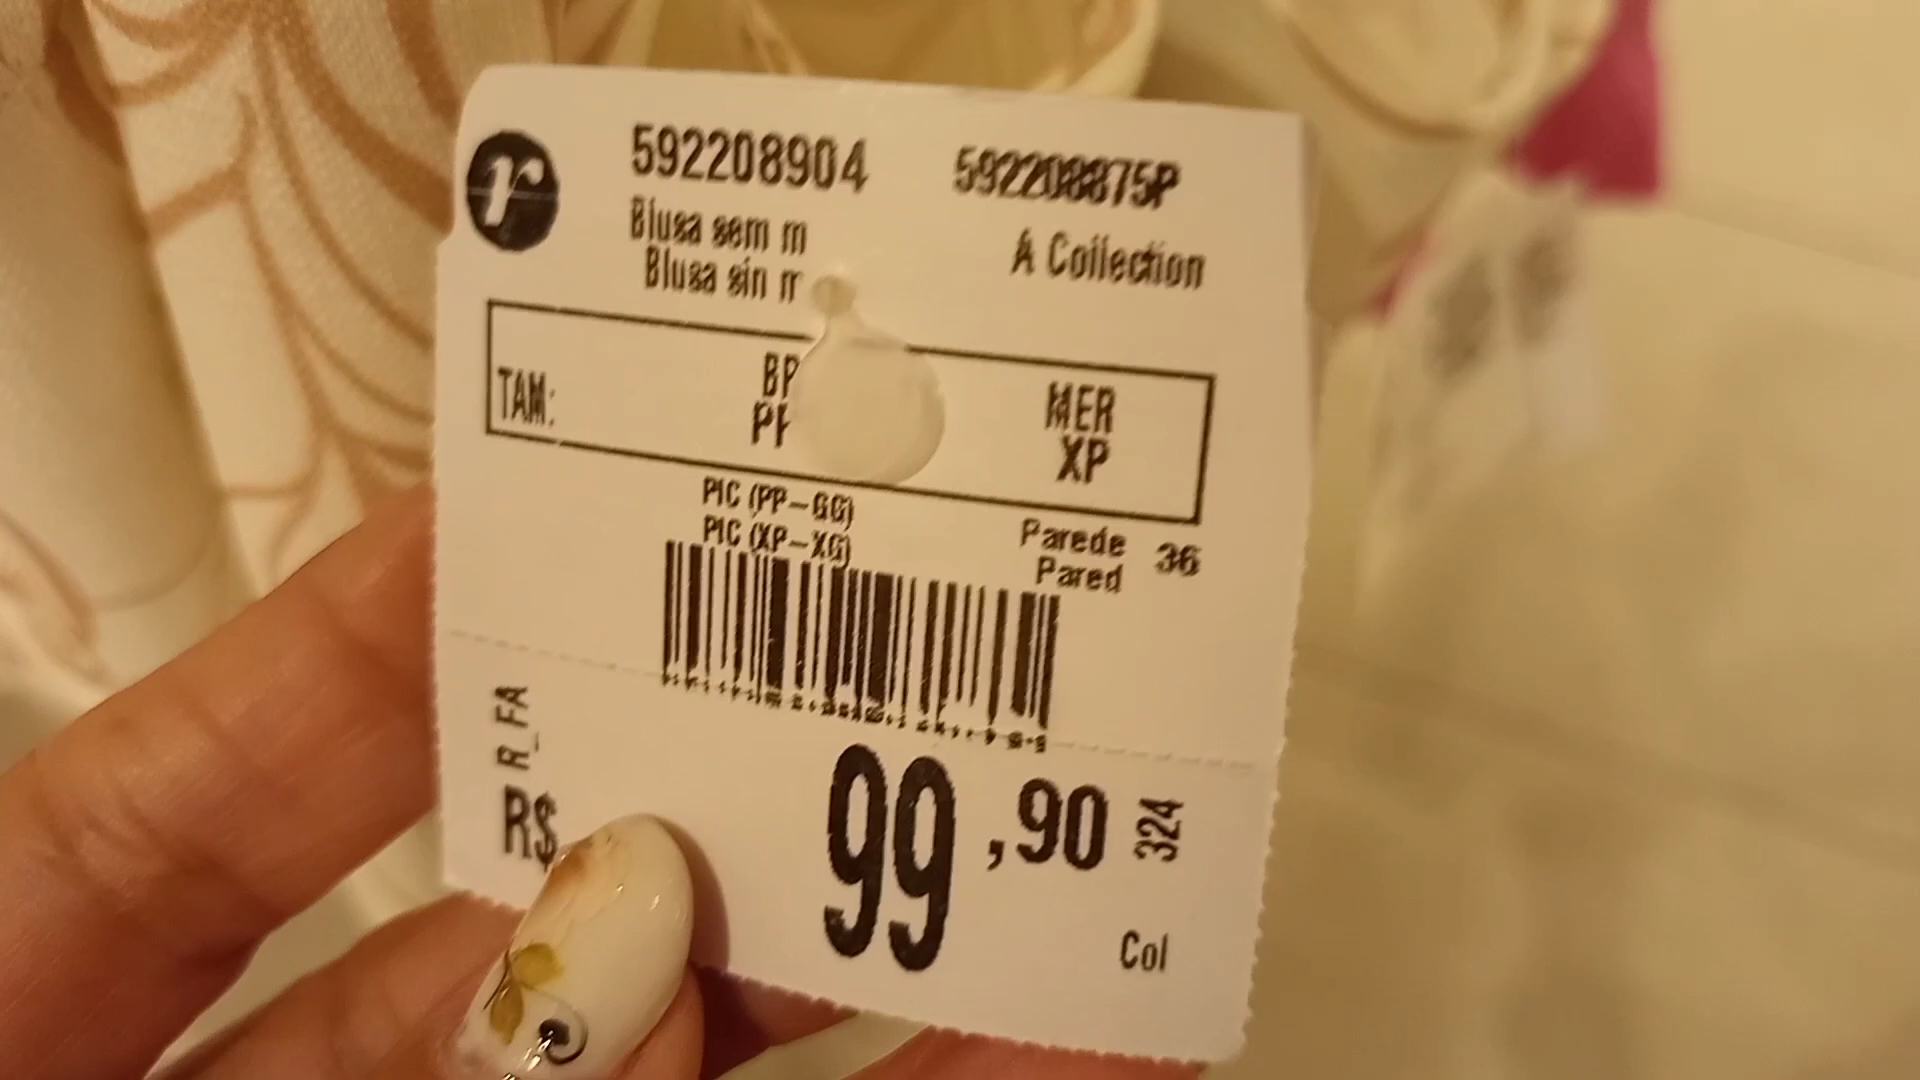 r
592208904 592208875P
Blusa sem m
Blusa sin m
A Collection
TAM:
BR
PP
MER
XP
PIC (PP-GG)
PIC (XP-XG)
Parede 36
Pared
R_FA
R$ 99,90
324
Col